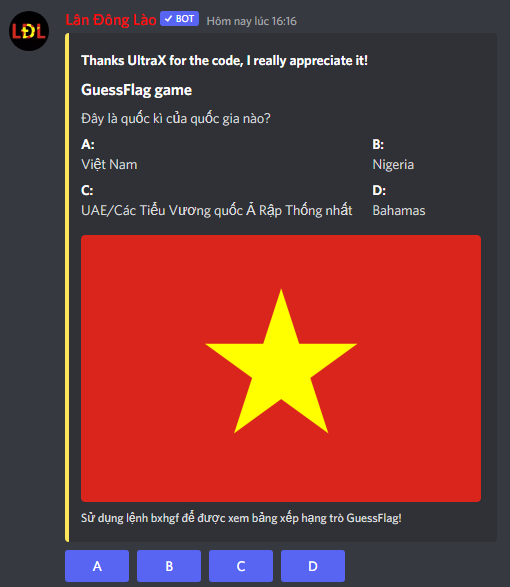 LĐL
Lân Đông Lào ✓ BOT Hôm nay lúc 16:16
Thanks UltraX for the code, I really appreciate it!
GuessFlag game
Đây là quốc kì của quốc gia nào?
A: B:
Việt Nam Nigeria
C: D:
UAE/Các Tiểu Vương quốc Ả Rập Thống nhất Bahamas
Sử dụng lệnh bxhgf để được xem bảng xếp hạng trò GuessFlag!
A B C D